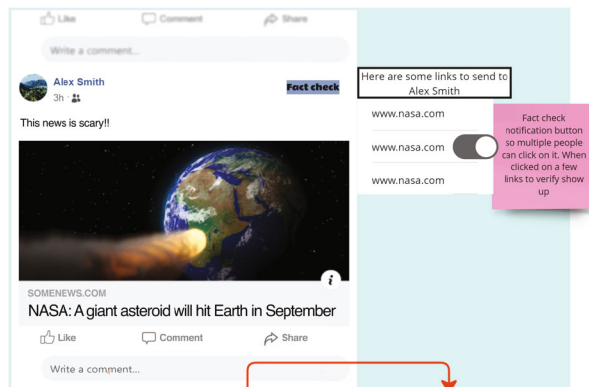 Like Comment Share
Write a comment...
Alex Smith
3h
Fact check
This news is scary!!
SOMENEWS.COM
NASA: A giant asteroid will hit Earth in September
Like Comment Share
Write a comment...
Here are some links to send to
Alex Smith
www.nasa.com
www.nasa.com
www.nasa.com
Fact check
notification button
so multiple people
can click on it. When
clicked on a few
links to verify show
up